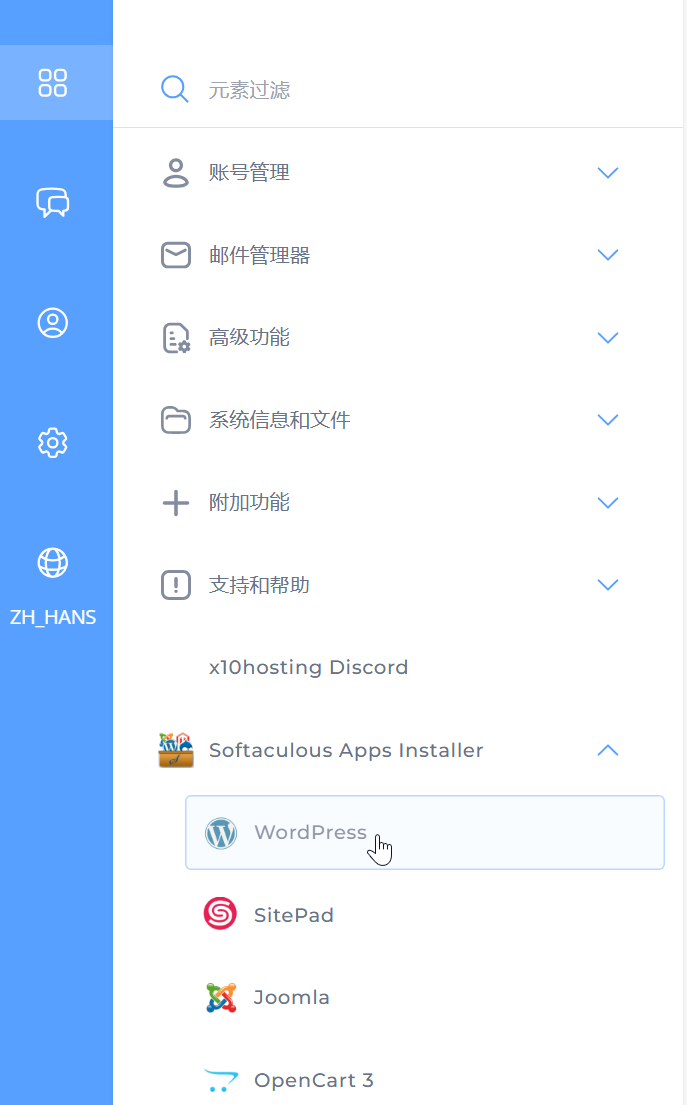 元素过滤
账号管理
邮件管理器
高级功能
系统信息和文件
附加功能
支持和帮助
ZH_HANS
x10hosting Discord
Softaculous Apps Installer
WordPress
SitePad
Joomla
OpenCart 3